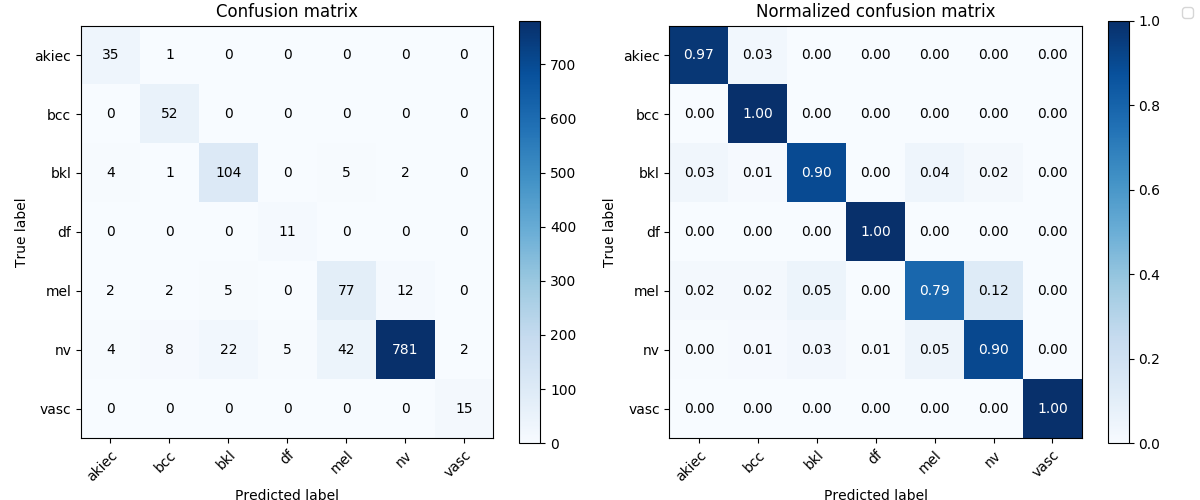 Confusion matrix
akiec 35 1 0 0 0 0 0
bcc 0 52 0 0 0 0 0
bkl 4 1 104 0 5 2 0
df 0 0 0 11 0 0 0
mel 2 2 5 0 77 12 0
nv 4 8 22 5 42 781 2
vasc 0 0 0 0 0 0 15
akiec bcc bkl df mel nv vasc
True label
Predicted label
700
600
500
400
300
200
100
0
Normalized confusion matrix
akiec 0.97 0.03 0.00 0.00 0.00 0.00 0.00
bcc 0.00 1.00 0.00 0.00 0.00 0.00 0.00
bkl 0.03 0.01 0.90 0.00 0.04 0.02 0.00
df 0.00 0.00 0.00 1.00 0.00 0.00 0.00
mel 0.02 0.02 0.05 0.00 0.79 0.12 0.00
nv 0.00 0.01 0.03 0.01 0.05 0.90 0.00
vasc 0.00 0.00 0.00 0.00 0.00 0.00 1.00
akiec bcc bkl df mel nv vasc
True label
Predicted label
1.0
0.8
0.6
0.4
0.2
0.0